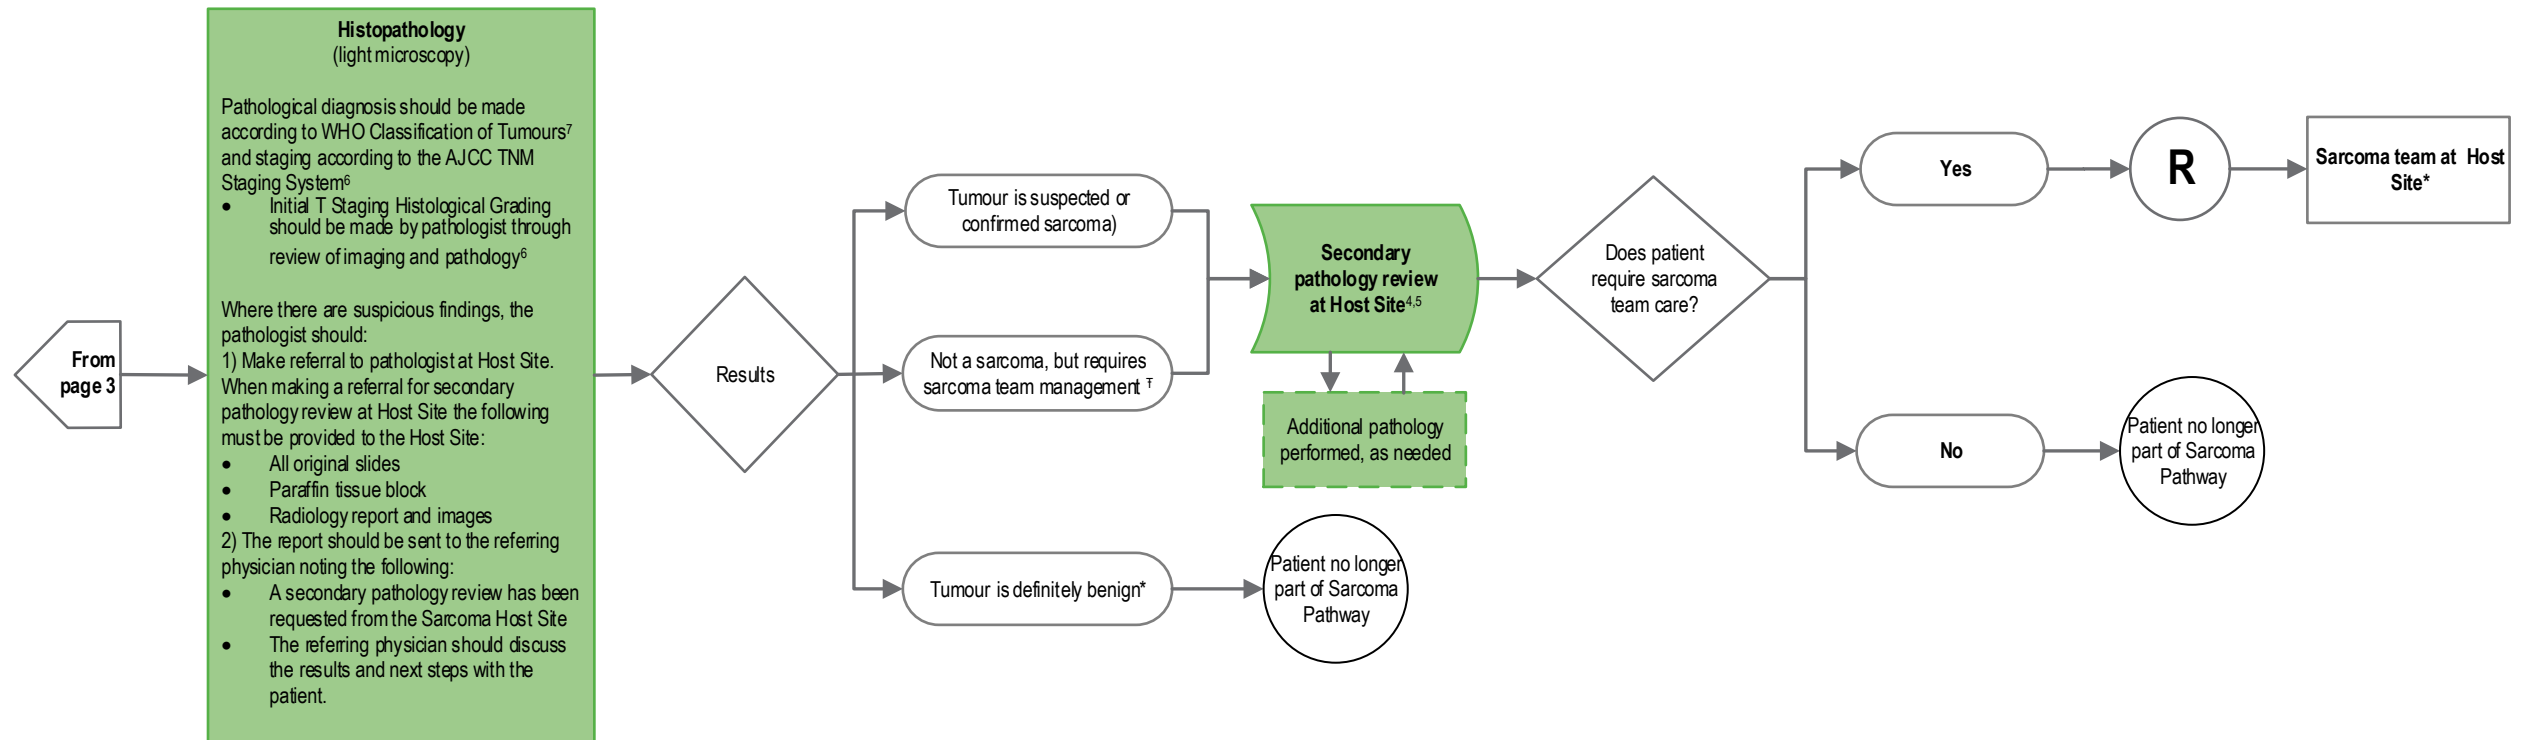 Histopathology
(light microscopy)
Pathological diagnosis should be made
according to WHO Classification of Tumours⁷
and staging according to the AJCC TNM
Staging System⁶
• Initial T Staging Histological Grading
should be made by pathologist through
review of imaging and pathology⁶
Where there are suspicious findings, the
pathologist should:
1) Make referral to pathologist at Host Site.
When making a referral for secondary
pathology review at Host Site the following
must be provided to the Host Site:
• All original slides
• Paraffin tissue block
• Radiology report and images
2) The report should be sent to the referring
physician noting the following:
• A secondary pathology review has been
requested from the Sarcoma Host Site
• The referring physician should discuss
the results and next steps with the
patient.
From
page 3
Results
Tumour is suspected or
confirmed sarcoma)
Not a sarcoma, but requires
sarcoma team management Ŧ
Tumour is definitely benign*
Secondary
pathology review
at Host Site⁴,⁵
Additional pathology
performed, as needed
Patient no longer
part of Sarcoma
Pathway
Does patient
require sarcoma
team care?
Yes
R
Sarcoma team at Host
Site*
No
Patient no longer
part of Sarcoma
Pathway